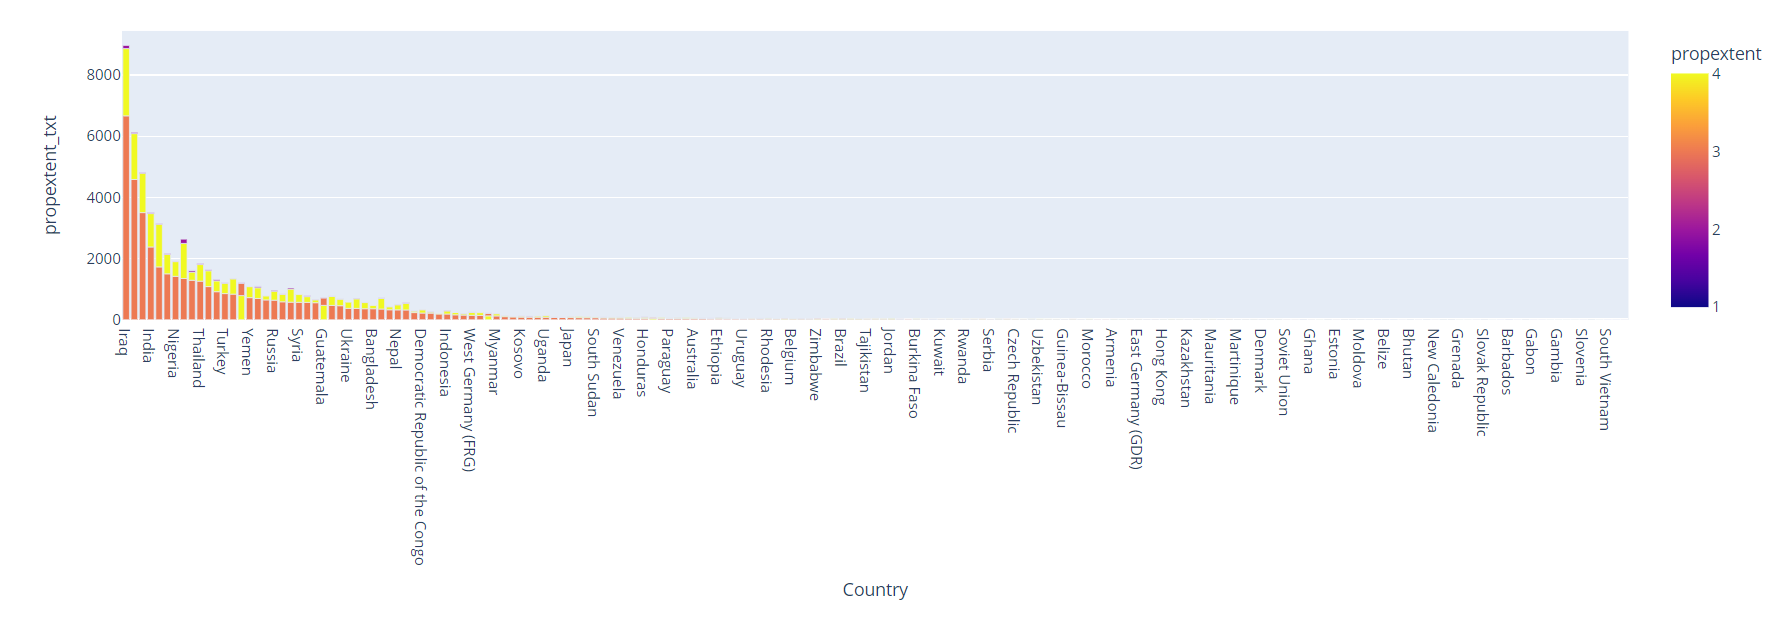 propextent_txt
8000
6000
4000
2000
0
Iraq
India
Nigeria
Thailand
Turkey
Yemen
Russia
Syria
Guatemala
Ukraine
Bangladesh
Nepal
Democratic Republic of the Congo
Indonesia
West Germany (FRG)
Myanmar
Kosovo
Uganda
Japan
South Sudan
Venezuela
Honduras
Paraguay
Australia
Ethiopia
Uruguay
Rhodesia
Belgium
Zimbabwe
Brazil
Tajikistan
Jordan
Burkina Faso
Kuwait
Rwanda
Serbia
Czech Republic
Uzbekistan
Guinea-Bissau
Morocco
Armenia
East Germany (GDR)
Hong Kong
Kazakhstan
Mauritania
Martinique
Denmark
Soviet Union
Ghana
Estonia
Moldova
Belize
Bhutan
New Caledonia
Grenada
Slovak Republic
Barbados
Gabon
Gambia
Slovenia
South Vietnam
Country
propextent
4
3
2
1